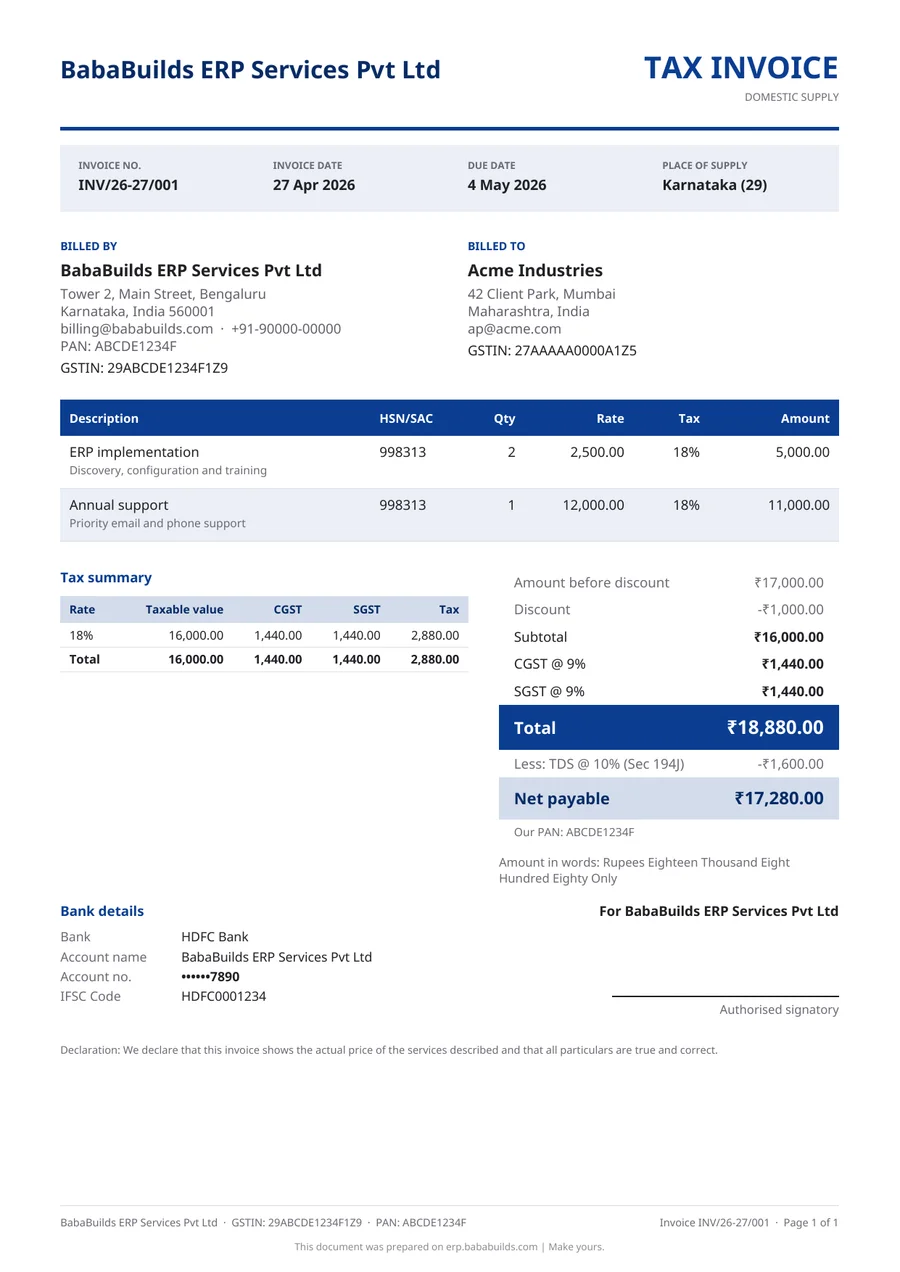 BabaBuilds ERP Services Pvt Ltd
TAX INVOICE
DOMESTIC SUPPLY
INVOICE NO. INVOICE DATE DUE DATE PLACE OF SUPPLY
INV/26-27/001 27 Apr 2026 4 May 2026 Karnataka (29)
BILLED BY
BabaBuilds ERP Services Pvt Ltd
Tower 2, Main Street, Bengaluru
Karnataka, India 560001
billing@bababuilds.com · +91-90000-00000
PAN: ABCDE1234F
GSTIN: 29ABCDE1234F1Z9
BILLED TO
Acme Industries
42 Client Park, Mumbai
Maharashtra, India
ap@acme.com
GSTIN: 27AAAAA0000A1Z5
Description HSN/SAC Qty Rate Tax Amount
ERP implementation 998313 2 2,500.00 18% 5,000.00
Discovery, configuration and training
Annual support 998313 1 12,000.00 18% 11,000.00
Priority email and phone support
Tax summary
Rate Taxable value CGST SGST Tax
18% 16,000.00 1,440.00 1,440.00 2,880.00
Total 16,000.00 1,440.00 1,440.00 2,880.00
Amount before discount ₹17,000.00
Discount -₹1,000.00
Subtotal ₹16,000.00
CGST @ 9% ₹1,440.00
SGST @ 9% ₹1,440.00
Total ₹18,880.00
Less: TDS @ 10% (Sec 194J) -₹1,600.00
Net payable ₹17,280.00
Our PAN: ABCDE1234F
Amount in words: Rupees Eighteen Thousand Eight
Hundred Eighty Only
Bank details
Bank HDFC Bank
Account name BabaBuilds ERP Services Pvt Ltd
Account no. ••••••7890
IFSC Code HDFC0001234
For BabaBuilds ERP Services Pvt Ltd
Authorised signatory
Declaration: We declare that this invoice shows the actual price of the services described and that all particulars are true and correct.
BabaBuilds ERP Services Pvt Ltd · GSTIN: 29ABCDE1234F1Z9 · PAN: ABCDE1234F
Invoice INV/26-27/001 · Page 1 of 1
This document was prepared on erp.bababuilds.com | Make yours.